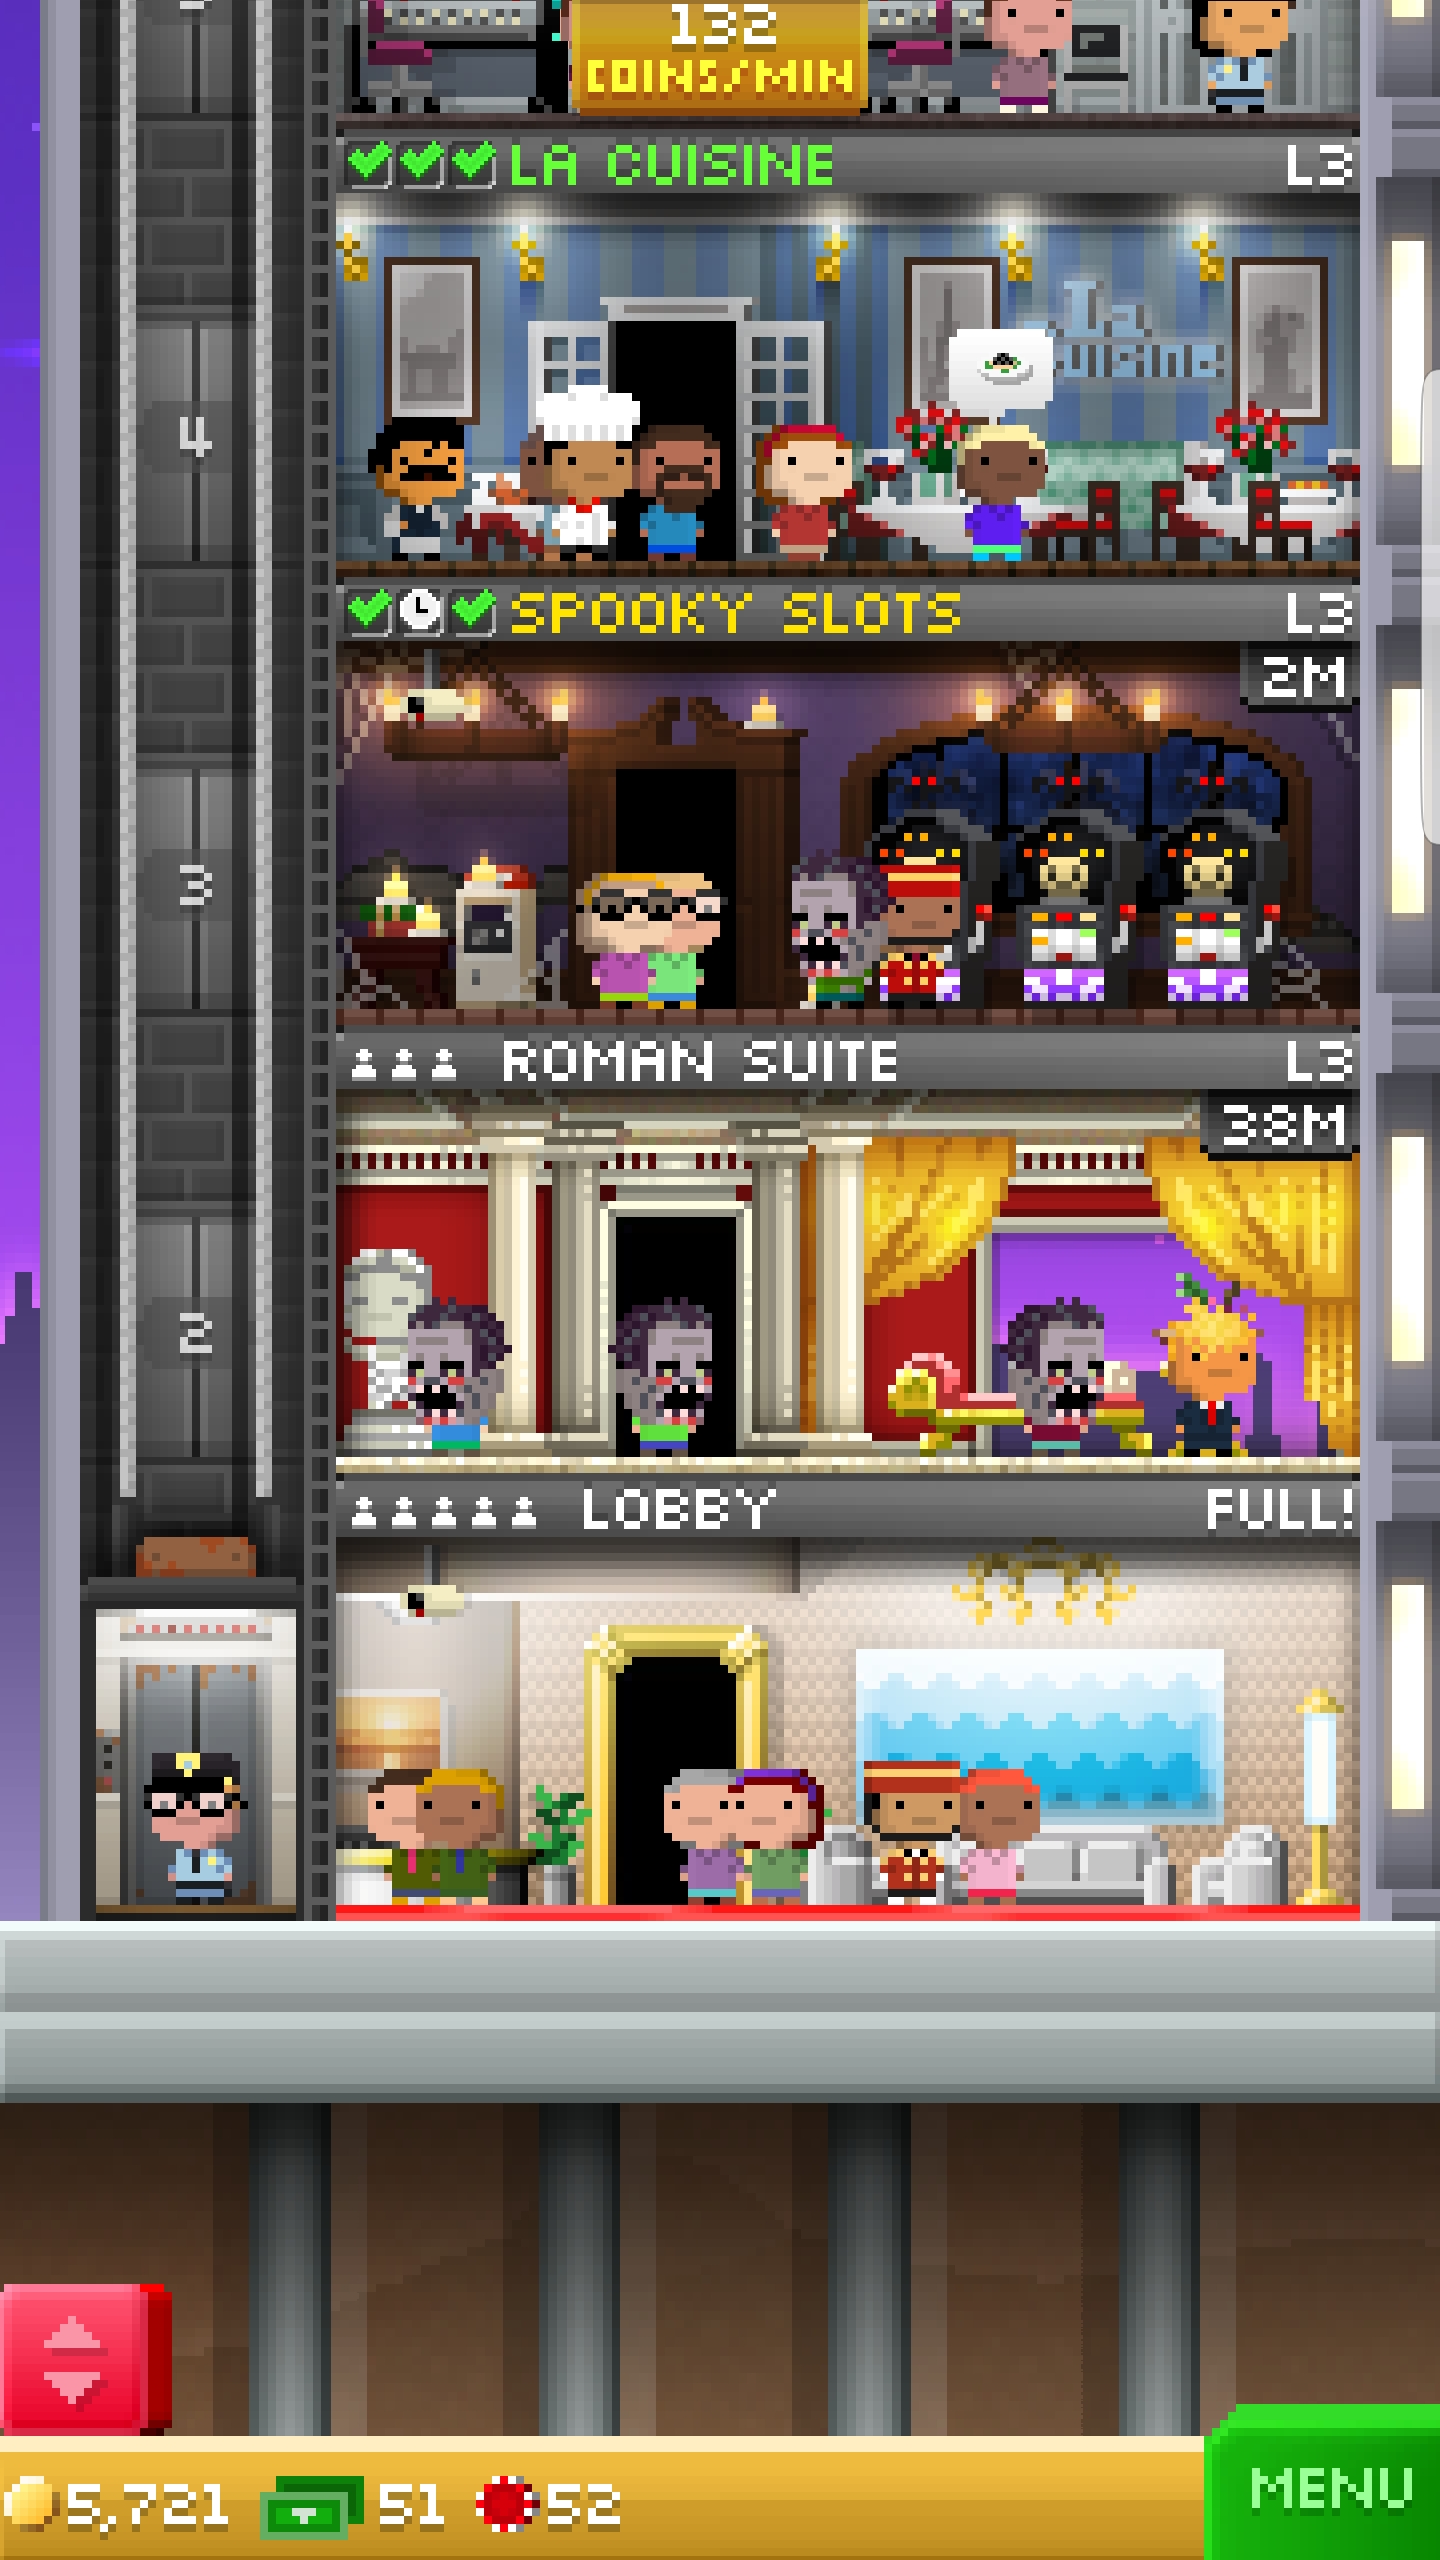 132
COINS/MIN
LA CUISINE L3
La
Cuisine
4
SPOOKY SLOTS L3
2M
3
ROMAN SUITE L3
38M
2
LOBBY FULL!
5,721 51 52
MENU